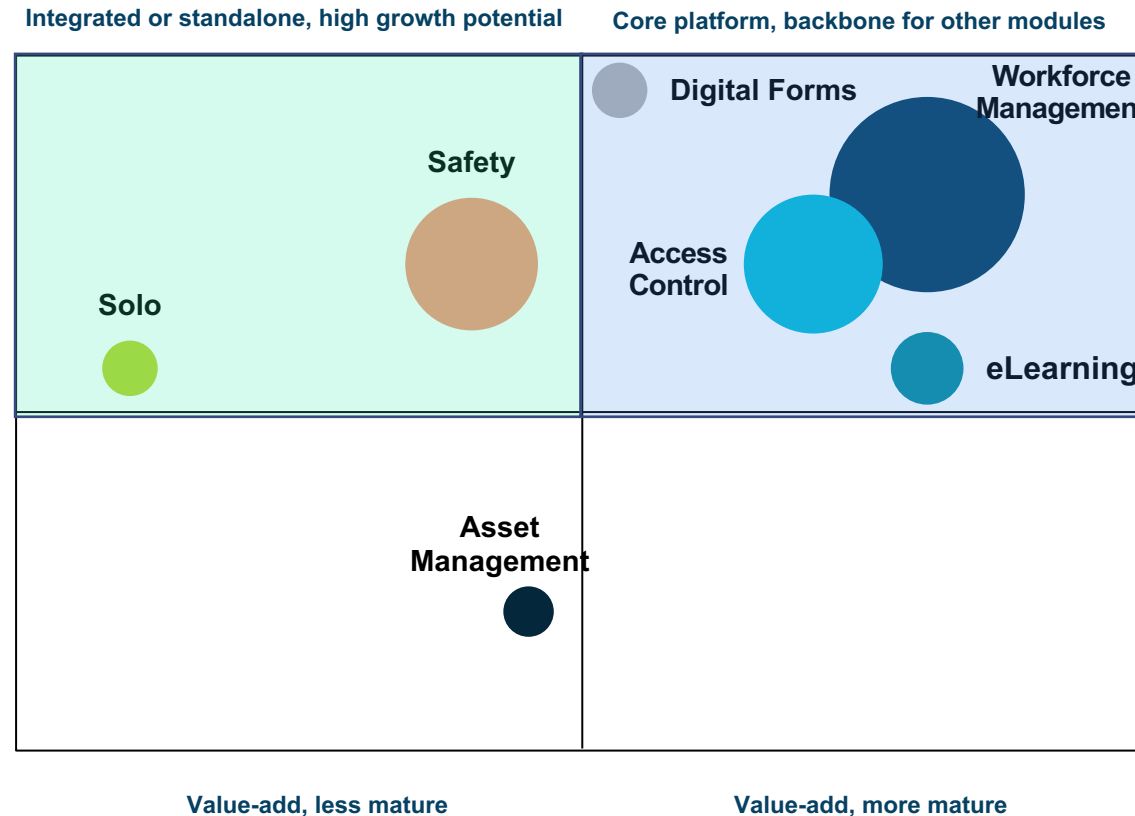 Integrated or standalone, high growth potential
Core platform, backbone for other modules
Digital Forms
Workforce
Managemen
Safety
Access
Control
Solo
eLearning
Asset
Management
Value-add, less mature
Value-add, more mature